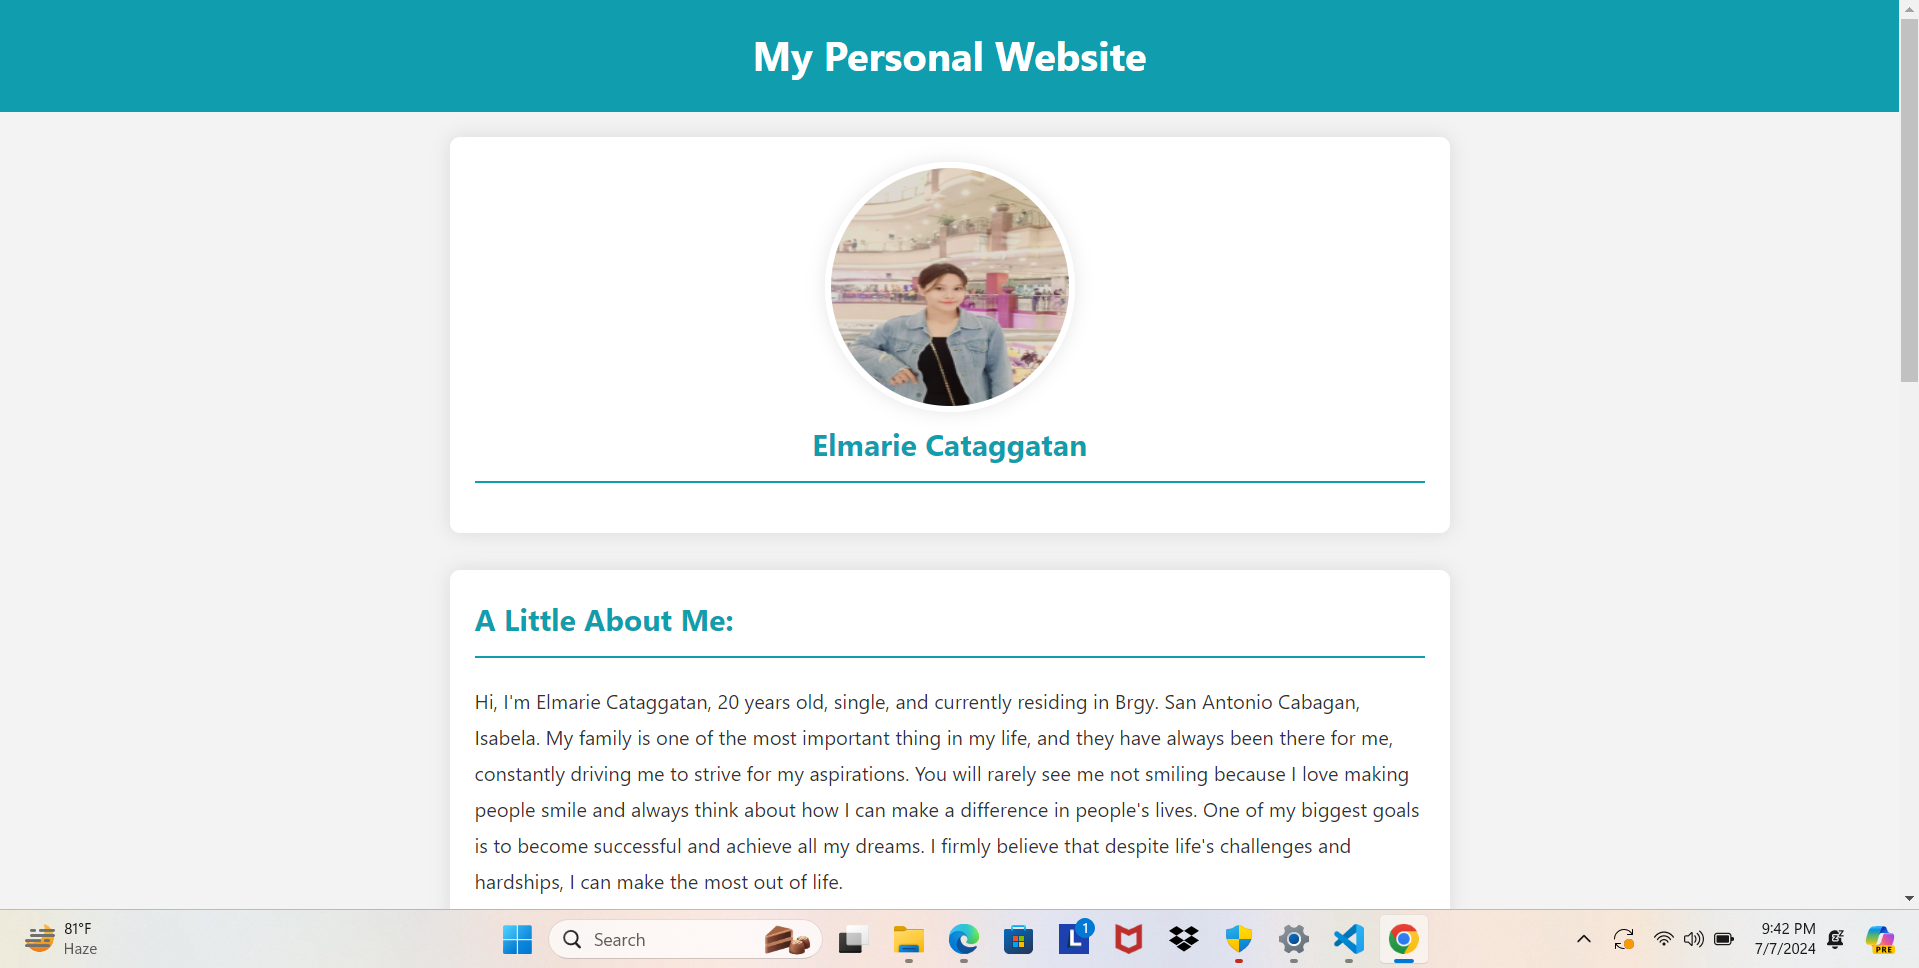 My Personal Website
Elmarie Cataggatan
A Little About Me:
Hi, I'm Elmarie Cataggatan, 20 years old, single, and currently residing in Brgy. San Antonio Cabagan,
Isabela. My family is one of the most important thing in my life, and they have always been there for me,
constantly driving me to strive for my aspirations. You will rarely see me not smiling because I love making
people smile and always think about how I can make a difference in people's lives. One of my biggest goals
is to become successful and achieve all my dreams. I firmly believe that despite life's challenges and
hardships, I can make the most out of life.
81°F
Haze
Search
L
1
9:42 PM
7/7/2024
PRE